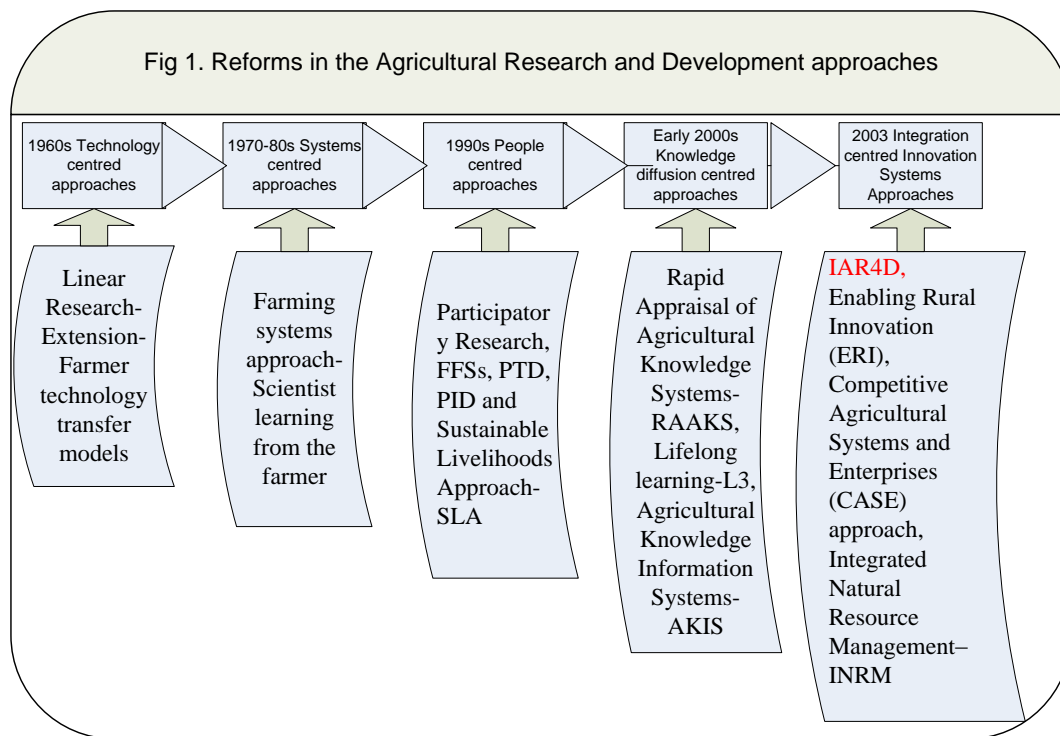 Fig 1. Reforms in the Agricultural Research and Development approaches
1960s Technology
centred
approaches
1970-80s Systems
centred
approaches
1990s People
centred
approaches
Early 2000s
Knowledge
diffusion centred
approaches
2003 Integration
centred Innovation
Systems
Approaches
Linear
Research-
Extension-
Farmer
technology
transfer
models
Farming
systems
approach-
Scientist
learning
from the
farmer
Participator
y Research,
FFSs, PTD,
PID and
Sustainable
Livelihoods
Approach-
SLA
Rapid
Appraisal of
Agricultural
Knowledge
Systems-
RAAKS,
Lifelong
learning-L3,
Agricultural
Knowledge
Information
Systems-
AKIS
IAR4D,
Enabling Rural
Innovation
(ERI),
Competitive
Agricultural
Systems and
Enterprises
(CASE)
approach,
Integrated
Natural
Resource
Management–
INRM